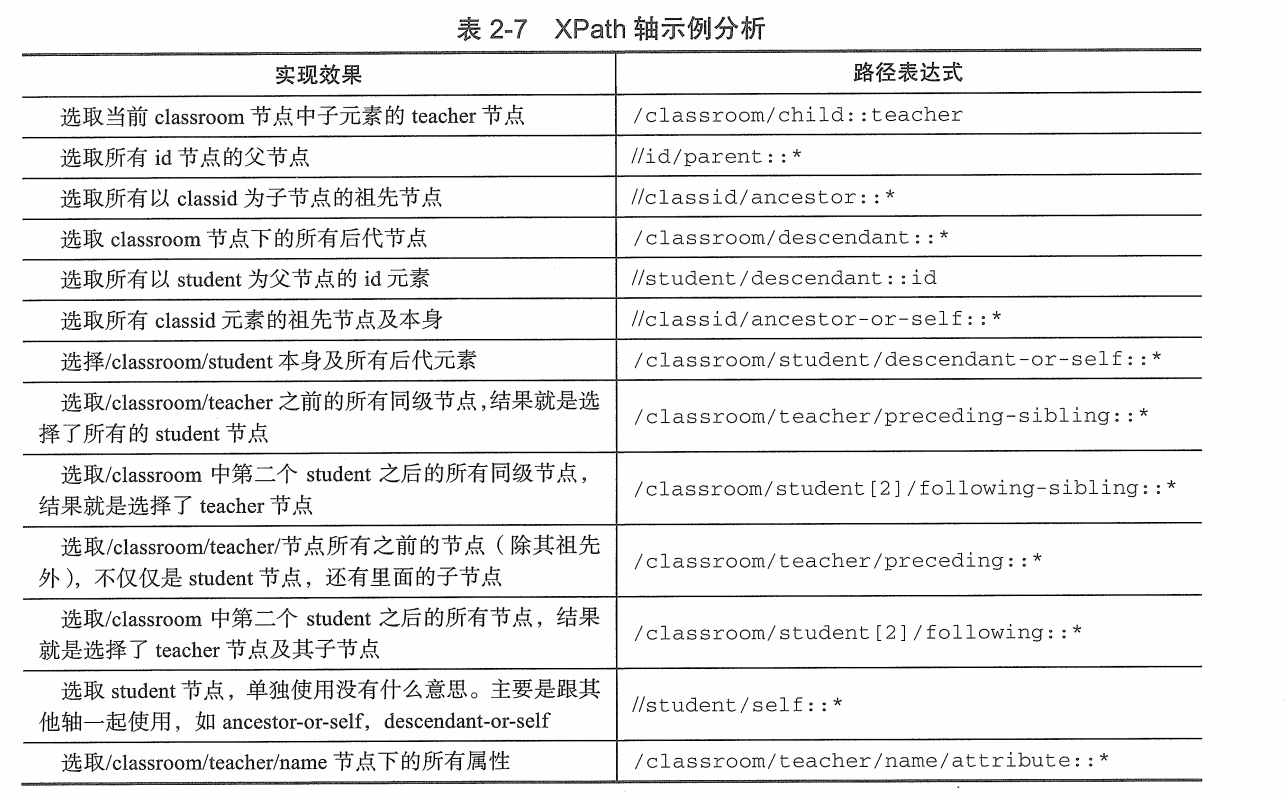 表 2-7 XPath 轴示例分析
实现效果 路径表达式
选取当前 classroom 节点中子元素的 teacher 节点 /classroom/child::teacher
选取所有 id 节点的父节点 //id/parent::*
选取所有以 classid 为子节点的祖先节点 //classid/ancestor::*
选取 classroom 节点下的所有后代节点 /classroom/descendant::*
选取所有以 student 为父节点的 id 元素 //student/descendant::id
选取所有 classid 元素的祖先节点及本身 //classid/ancestor-or-self::*
选择/classroom/student 本身及所有后代元素 /classroom/student/descendant-or-self::*
选取/classroom/teacher 之前的所有同级节点,结果就是选
择了所有的 student 节点
/classroom/teacher/preceding-sibling::*
选取/classroom 中第二个 student 之后的所有同级节点,
结果就是选择了 teacher 节点
/classroom/student[2]/following-sibling::*
选取/classroom/teacher/节点所有之前的节点（除其祖先
外），不仅仅是 student 节点，还有里面的子节点
/classroom/teacher/preceding::*
选取/classroom 中第二个 student 之后的所有节点，结果
就是选择了 teacher 节点及其子节点
/classroom/student[2]/following::*
选取 student 节点，单独使用没有什么意思。主要是跟其
他轴一起使用，如 ancestor-or-self，descendant-or-self
//student/self::*
选取/classroom/teacher/name 节点下的所有属性 /classroom/teacher/name/attribute::*